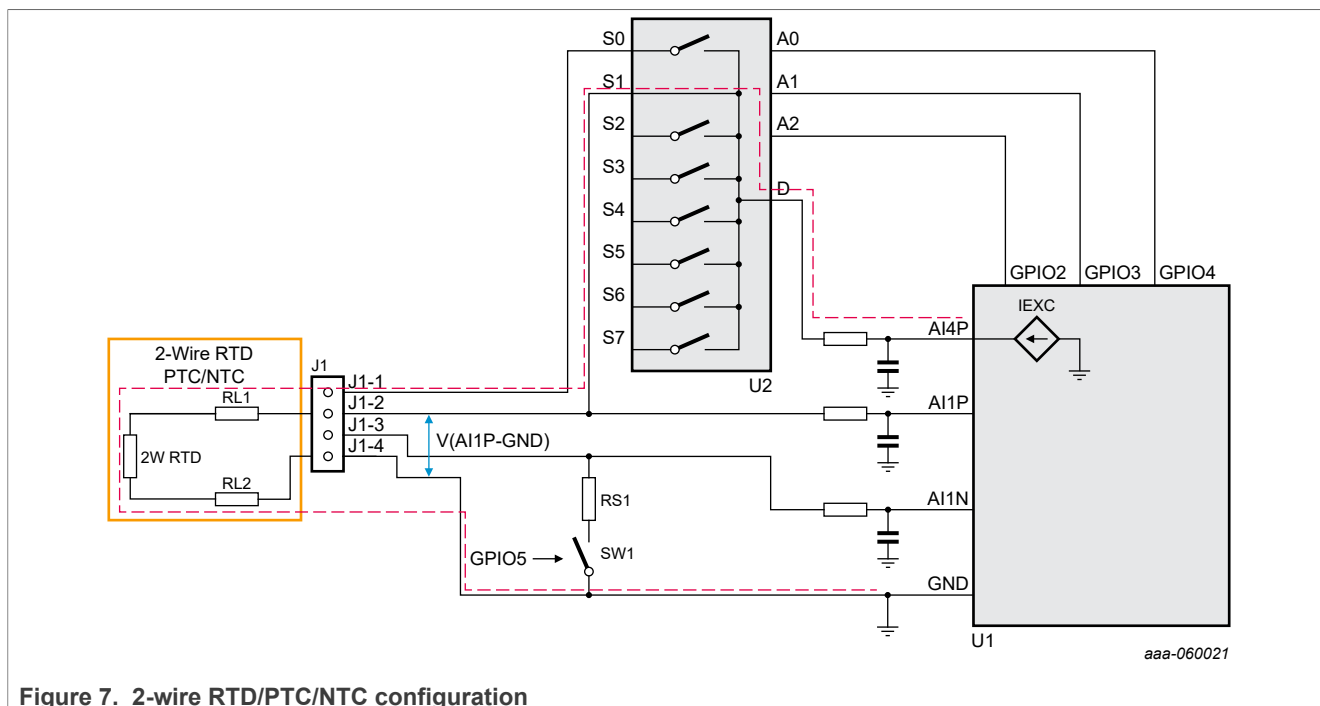 S0
A0
S1
A1
S2
A2
S3
D
S4
S5
S6
S7
U2
GPIO2 GPIO3 GPIO4
IEXC
AI4P
2-Wire RTD
PTC/NTC
J1
J1-1
RL1
J1-2
AI1P
J1-3
V(AI1P-GND)
J1-4
2W RTD
RL2
RS1
AI1N
GPIO5
SW1
GND
U1
aaa-060021
Figure 7. 2-wire RTD/PTC/NTC configuration